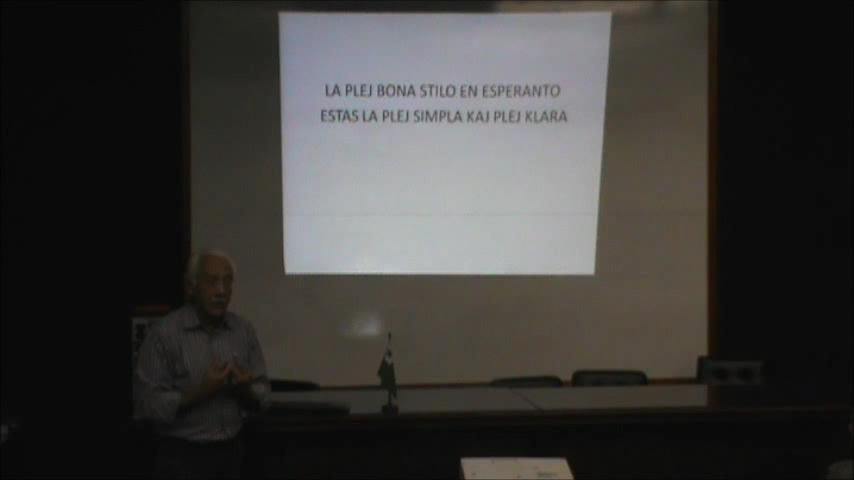 LA PLEJ BONA STILO EN ESPERANTO
ESTAS LA PLEJ SIMPLA KAJ PLEJ KLARA